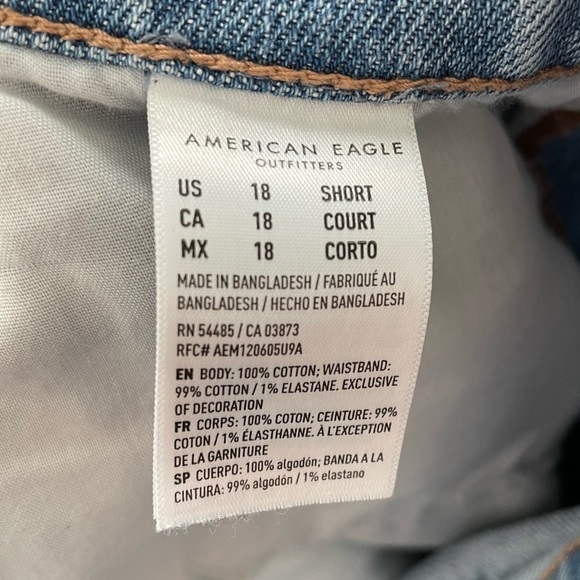 AMERICAN EAGLE
OUTFITTERS
US 18 SHORT
CA 18 COURT
MX 18 CORTO
MADE IN BANGLADESH / FABRIQUÉ AU
BANGLADESH / HECHO EN BANGLADESH
RN 54485 / CA 03873
RFC# AEM120605U9A
EN BODY: 100% COTTON; WAISTBAND:
99% COTTON / 1% ELASTANE. EXCLUSIVE
OF DECORATION
FR CORPS: 100% COTON; CEINTURE: 99%
COTON / 1% ÉLASTHANNE. À L'EXCEPTION
DE LA GARNITURE
SP CUERPO: 100% algodón; BANDA A LA
CINTURA: 99% algodón / 1% elastano